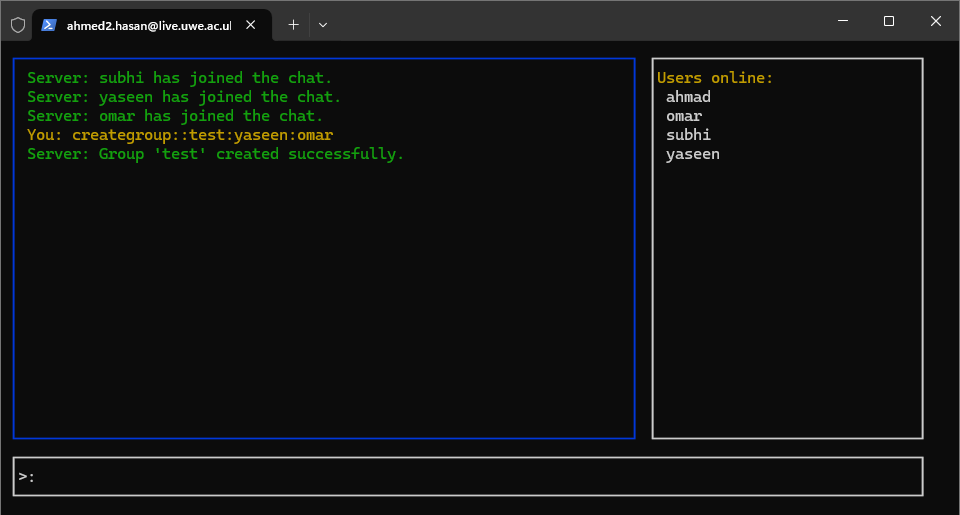 ahmed2.hasan@live.uwe.ac.ul
Server: subhi has joined the chat.
Server: yaseen has joined the chat.
Server: omar has joined the chat.
You: creategroup::test:yaseen:omar
Server: Group 'test' created successfully.
Users online:
ahmad
omar
subhi
yaseen
>: